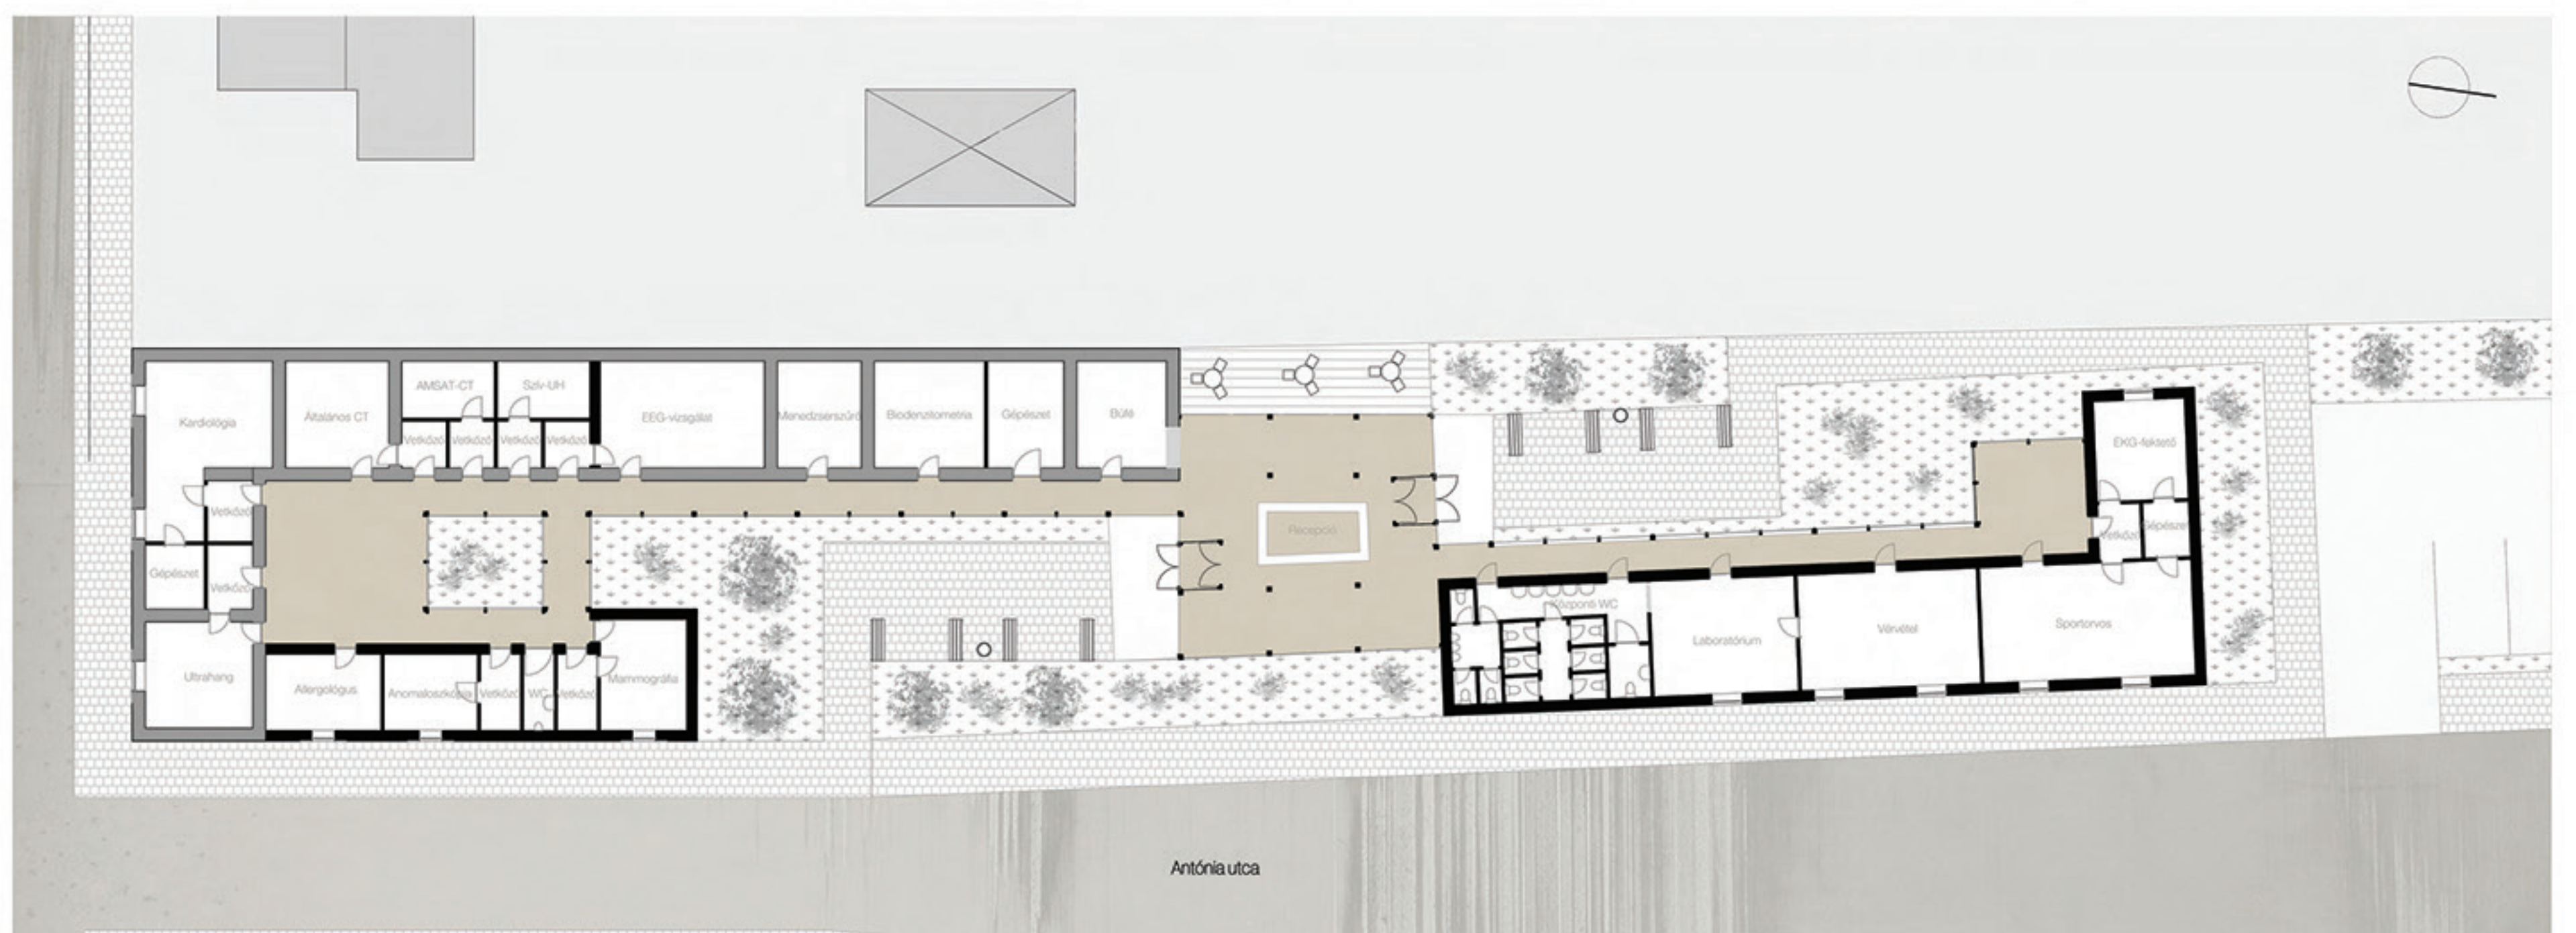 AMSAT-CT
Szív-UH
Kardiológia
Általános CT
EEG-vizsgálat
Menedzserszűrő
Biodenzitometria
Gépészet
Büfé
Vetkőző
Vetkőző
Vetkőző
Vetkőző
EKG-fektető
Vetkőző
Recepció
Gépészet
Vetkőző
Gépészet
Vetkőző
Központi WC
Laboratórium
Vérvétel
Sportorvos
Ultrahang
Allergológus
Anomaloszkópia
Vetkőző
WC
Vetkőző
Mammográfia
Antónia utca